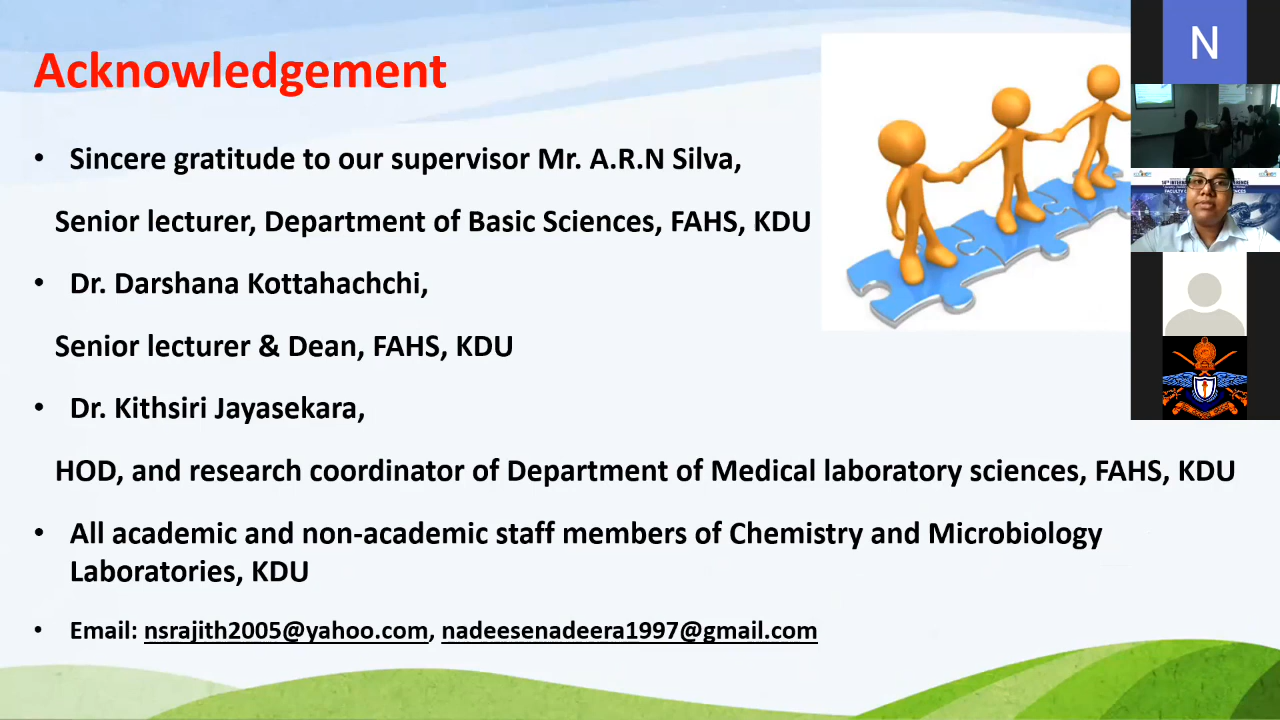 Acknowledgement
• Sincere gratitude to our supervisor Mr. A.R.N Silva,
Senior lecturer, Department of Basic Sciences, FAHS, KDU
• Dr. Darshana Kottahachchi,
Senior lecturer & Dean, FAHS, KDU
• Dr. Kithsiri Jayasekara,
HOD, and research coordinator of Department of Medical laboratory sciences, FAHS, KDU
• All academic and non-academic staff members of Chemistry and Microbiology
Laboratories, KDU
• Email: nsrajith2005@yahoo.com, nadeesenadeera1997@gmail.com
N